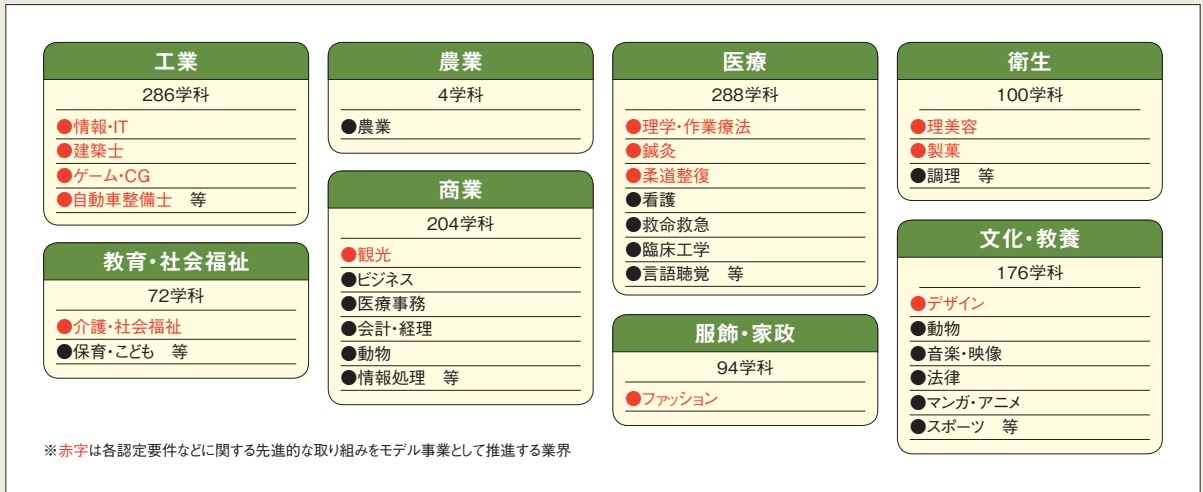 工業
286学科
●情報・IT
●建築士
●ゲーム・CG
●自動車整備士　等
教育・社会福祉
72学科
●介護・社会福祉
●保育・こども　等
農業
4学科
●農業
商業
204学科
●観光
●ビジネス
●医療事務
●会計・経理
●動物
●情報処理　等
医療
288学科
●理学・作業療法
●鍼灸
●柔道整復
●看護
●救命救急
●臨床工学
●言語聴覚　等
服飾・家政
94学科
●ファッション
衛生
100学科
●理美容
●製菓
●調理　等
文化・教養
176学科
●デザイン
●動物
●音楽・映像
●法律
●マンガ・アニメ
●スポーツ　等
※赤字は各認定要件などに関する先進的な取り組みをモデル事業として推進する業界